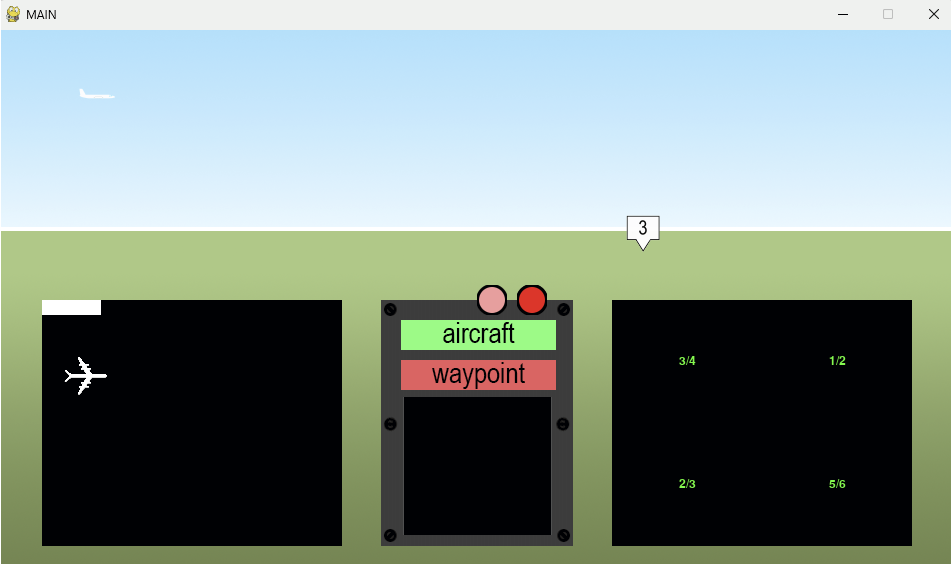 MAIN
3
aircraft
waypoint
3/4 1/2
2/3 5/6